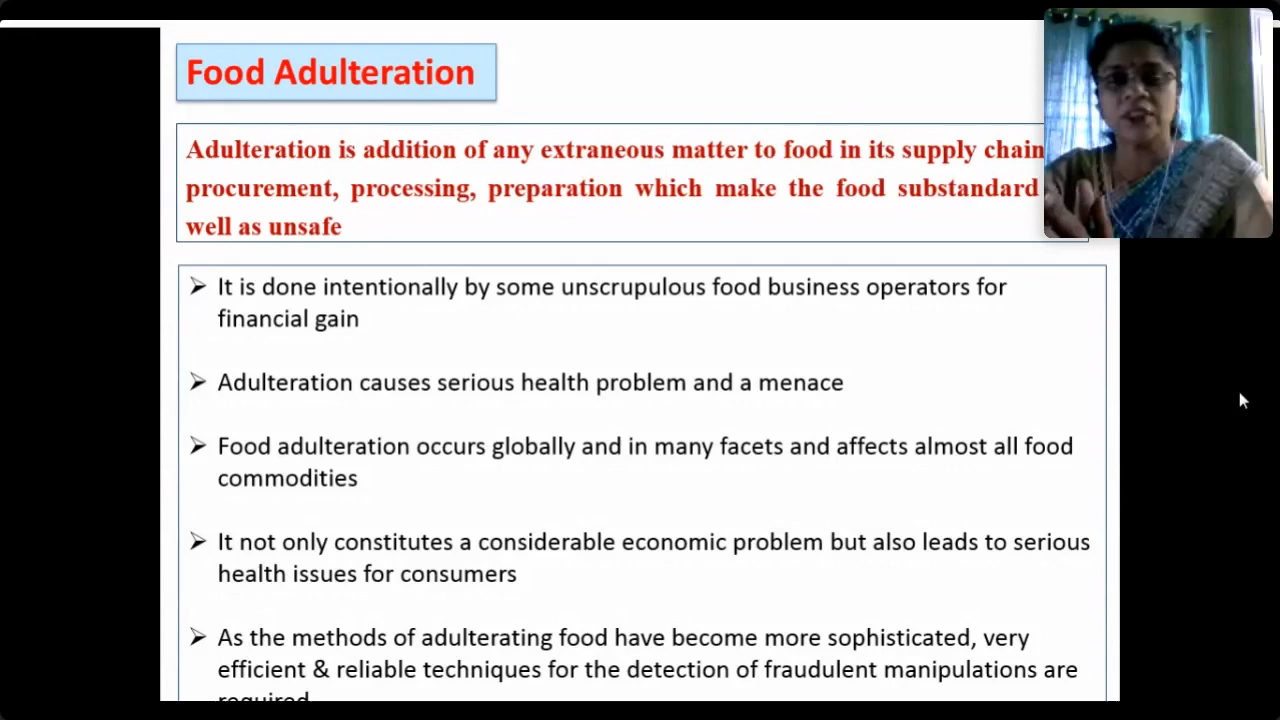 Food Adulteration
Adulteration is addition of any extraneous matter to food in its supply chain
procurement, processing, preparation which make the food substandard
well as unsafe
➢ It is done intentionally by some unscrupulous food business operators for
financial gain
➢ Adulteration causes serious health problem and a menace
➢ Food adulteration occurs globally and in many facets and affects almost all food
commodities
➢ It not only constitutes a considerable economic problem but also leads to serious
health issues for consumers
➢ As the methods of adulterating food have become more sophisticated, very
efficient & reliable techniques for the detection of fraudulent manipulations are
required